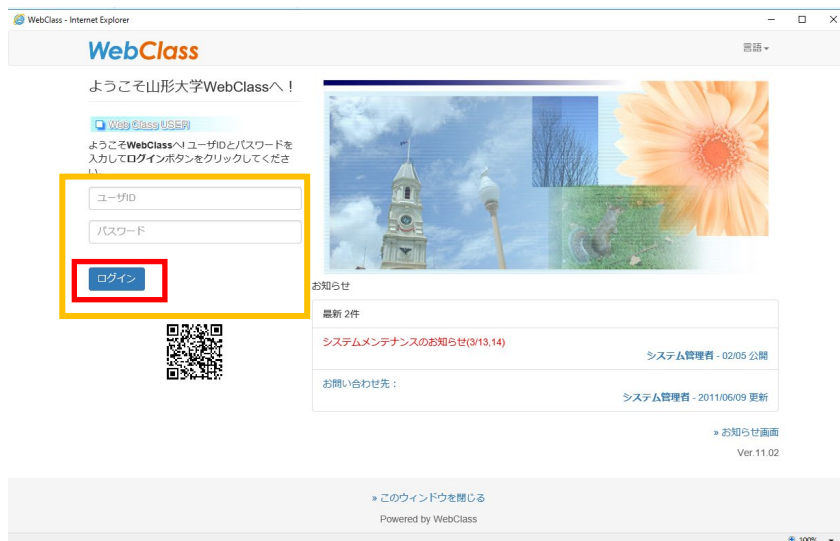 WebClass - Internet Explorer
WebClass
言語
ようこそ山形大学WebClassへ！
Web Class USER!
ようこそWebClassへ! ユーザIDとパスワードを
入力してログインボタンをクリックしてくださ
い。
ユーザID
パスワード
ログイン
お知らせ
最新 2件
システムメンテナンスのお知らせ(3/13,14)
システム管理者 - 02/05 公開
お問い合わせ先：
システム管理者 - 2011/06/09 更新
» お知らせ画面
Ver.11.02
» このウィンドウを閉じる
Powered by WebClass
100%